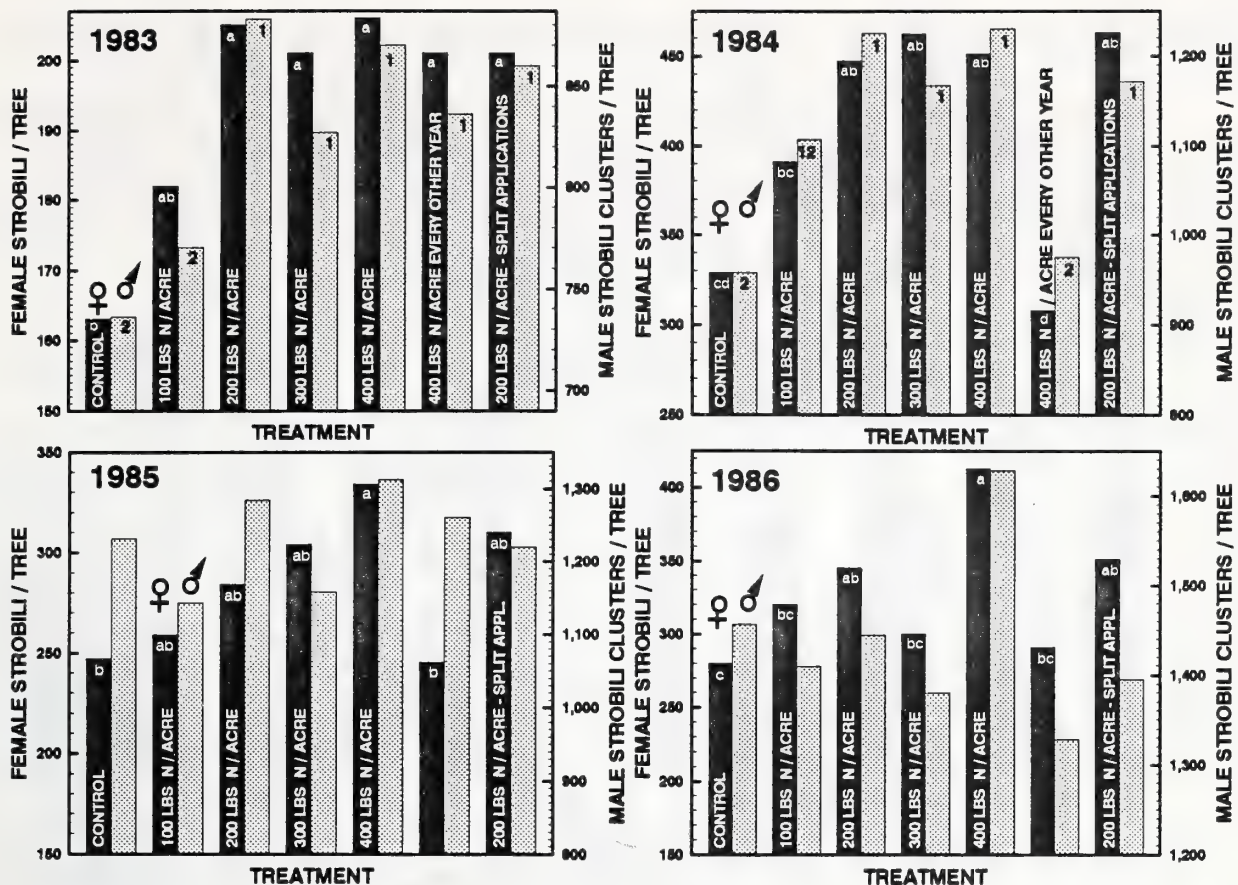 1983
FEMALE STROBILI / TREE
200
190
180
170
160
150
CONTROL
100 LBS N / ACRE
200 LBS N / ACRE
300 LBS N / ACRE
400 LBS N / ACRE
400 LBS N / ACRE EVERY OTHER YEAR
200 LBS N / ACRE - SPLIT APPLICATIONS
2
ab
2
a
1
a
1
a
1
a
1
a
1
850
800
750
700
MALE STROBILI CLUSTERS / TREE
TREATMENT
1984
FEMALE STROBILI / TREE
460
420
380
340
300
260
CONTROL
100 LBS N / ACRE
200 LBS N / ACRE
300 LBS N / ACRE
400 LBS N / ACRE
/ ACRE EVERY OTHER YEAR
200 LBS N / ACRE - SPLIT APPLICATIONS
cd
2
bc
12
ab
1
ab
1
ab
1
2
ab
1
1,200
1,100
1,000
900
800
MALE STROBILI CLUSTERS / TREE
TREATMENT
1985
FEMALE STROBILI / TREE
350
300
250
200
150
CONTROL
100 LBS N / ACRE
200 LBS N / ACRE
300 LBS N / ACRE
400 LBS N / ACRE
200 LBS N / ACRE - SPLIT APPL.
b
ab
ab
ab
a
b
ab
1,300
1,200
1,100
1,000
900
800
MALE STROBILI CLUSTERS / TREE
TREATMENT
1986
FEMALE STROBILI / TREE
400
350
300
250
200
150
CONTROL
100 LBS N / ACRE
200 LBS N / ACRE
300 LBS N / ACRE
400 LBS N / ACRE
200 LBS N / ACRE - SPLIT APPL.
c
bc
ab
bc
a
bc
ab
1,600
1,500
1,400
1,300
1,200
MALE STROBILI CLUSTERS / TREE
TREATMENT